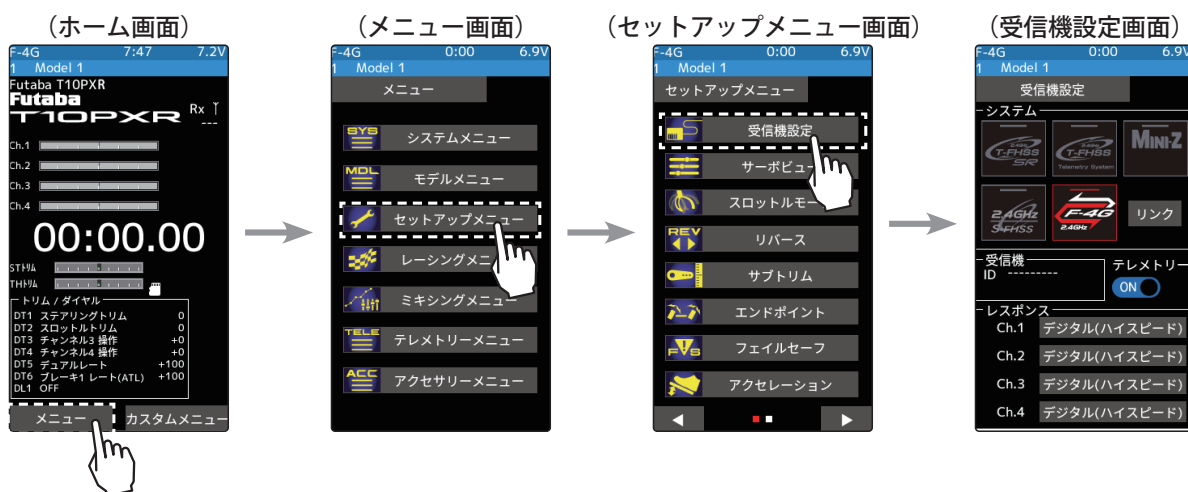 (ホーム画面)
F-4G 7:47 7.2V
1 Model 1
Futaba T10PXR
Futaba
T10PXR
Rx
---
Ch.1
Ch.2
Ch.3
Ch.4
00:00.00
STトリム
THトリム
トリム / ダイヤル
DT1 ステアリングトリム 0
DT2 スロットルトリム 0
DT3 チャンネル3 操作 +0
DT4 チャンネル4 操作 +0
DT5 デュアルレート +100
DT6 ブレーキ1 レート(ATL) +100
DL1 OFF
メニュー カスタムメニュー
(メニュー画面)
F-4G 0:00 6.9V
1 Model 1
メニュー
SYS システムメニュー
MDL モデルメニュー
セットアップメニュー
レーシングメニ
ミキシングメニュー
TELE テレメトリーメニュー
ACC アクセサリーメニュー
(セットアップメニュー画面)
F-4G 0:00 6.9V
1 Model 1
セットアップメニュー
受信機設定
サーボビュー
スロットルモー
REV リバース
サブトリム
エンドポイント
F/S フェイルセーフ
アクセレーション
(受信機設定画面)
F-4G 0:00 6.9V
1 Model 1
受信機設定
システム
2.4GHz T-FHSS SR
2.4GHz T-FHSS Telemetry System
MINI-Z
2.4GHz S-FHSS
F-4G 2.4GHz
リンク
受信機
ID ---------
テレメトリー
ON
レスポンス
Ch.1 デジタル(ハイスピード)
Ch.2 デジタル(ハイスピード)
Ch.3 デジタル(ハイスピード)
Ch.4 デジタル(ハイスピード)